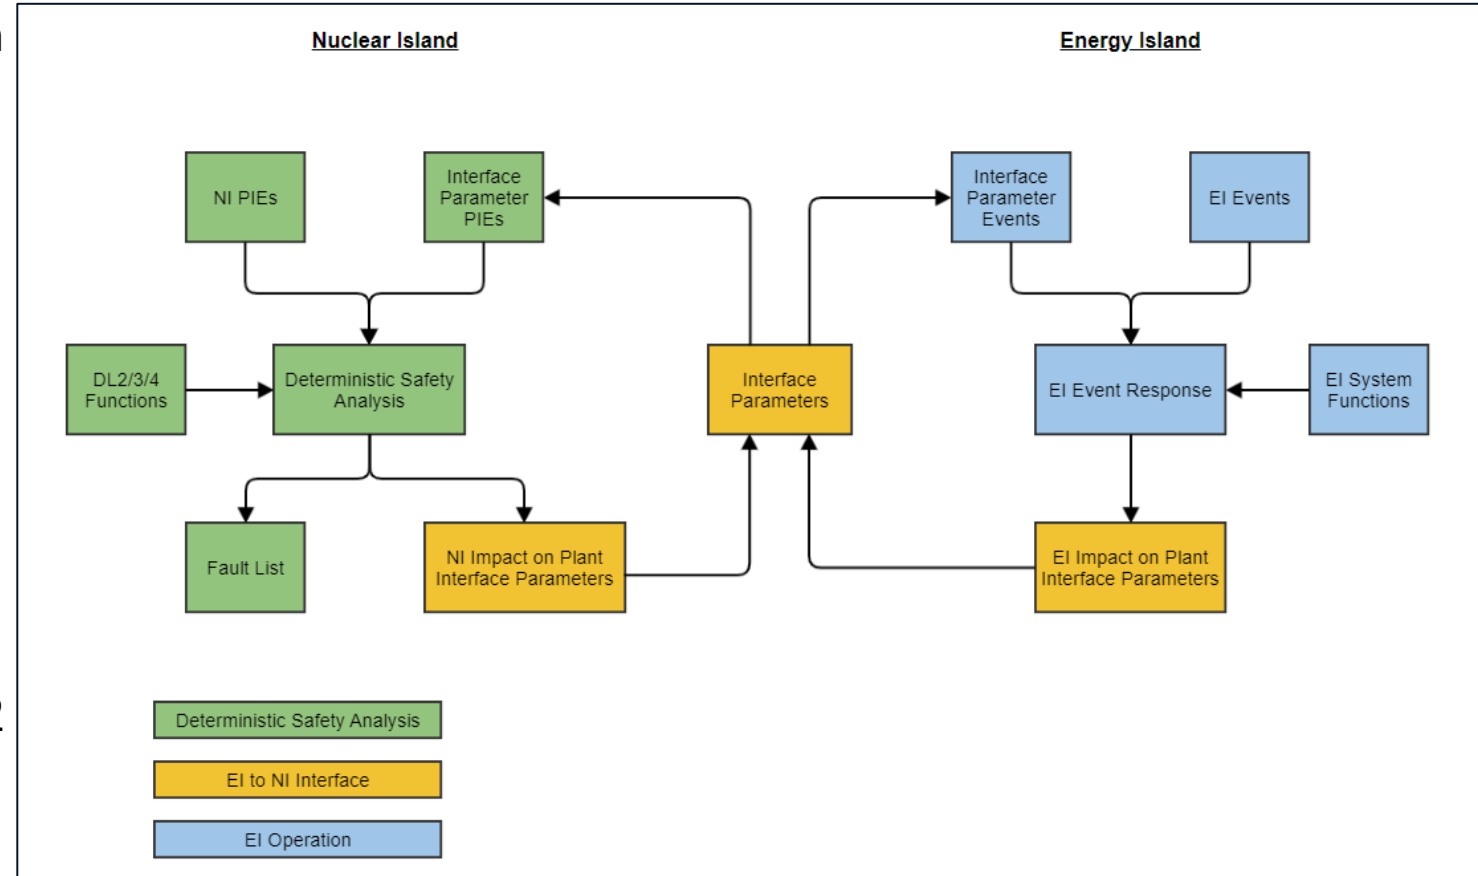 Nuclear Island
Energy Island
NI PIEs
Interface
Parameter
PIEs
Interface
Parameter
Events
EI Events
DL2/3/4
Functions
Deterministic Safety
Analysis
Interface
Parameters
EI Event Response
EI System
Functions
Fault List
NI Impact on Plant
Interface Parameters
EI Impact on Plant
Interface Parameters
Deterministic Safety Analysis
EI to NI Interface
EI Operation